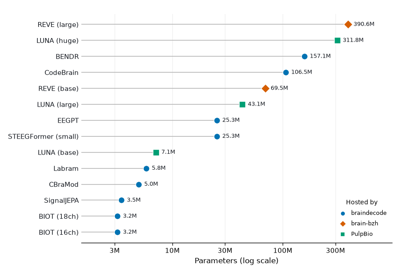 REVE (large) 390.6M
LUNA (huge) 311.8M
BENDR 157.1M
CodeBrain 106.5M
REVE (base) 69.5M
LUNA (large) 43.1M
EEGPT 25.3M
STEEGFormer (small) 25.3M
LUNA (base) 7.1M
Labram 5.8M
CBraMod 5.0M
SignalJEPA 3.5M
BIOT (18ch) 3.2M
BIOT (16ch) 3.2M
Hosted by
braindecode
brain-bzh
PulpBio
3M 10M 30M 100M 300M
Parameters (log scale)